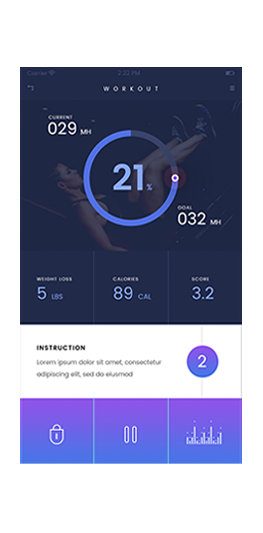 Carrier 2:22 PM
WORKOUT
CURRENT
029 MH
21%
GOAL
032 MH
WEIGHT LOSS CALORIES SCORE
5 LBS 89 CAL 3.2
INSTRUCTION
Lorem ipsum dolor sit amet, consectetur
adipiscing elit, sed do eiusmod
2